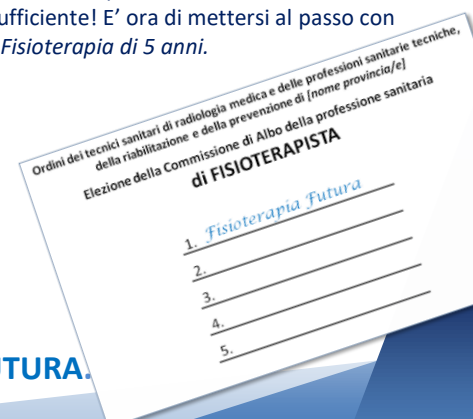 ufficiente! E’ ora di mettersi al passo con
Fisioterapia di 5 anni.
Ordini dei tecnici sanitari di radiologia medica e delle professioni sanitarie tecniche,
della riabilitazione e della prevenzione di [nome provincia/e]
Elezione della Commissione di Albo della professione sanitaria
di FISIOTERAPISTA
1. Fisioterapia Futura
2.
3.
4.
5.
UTURA.